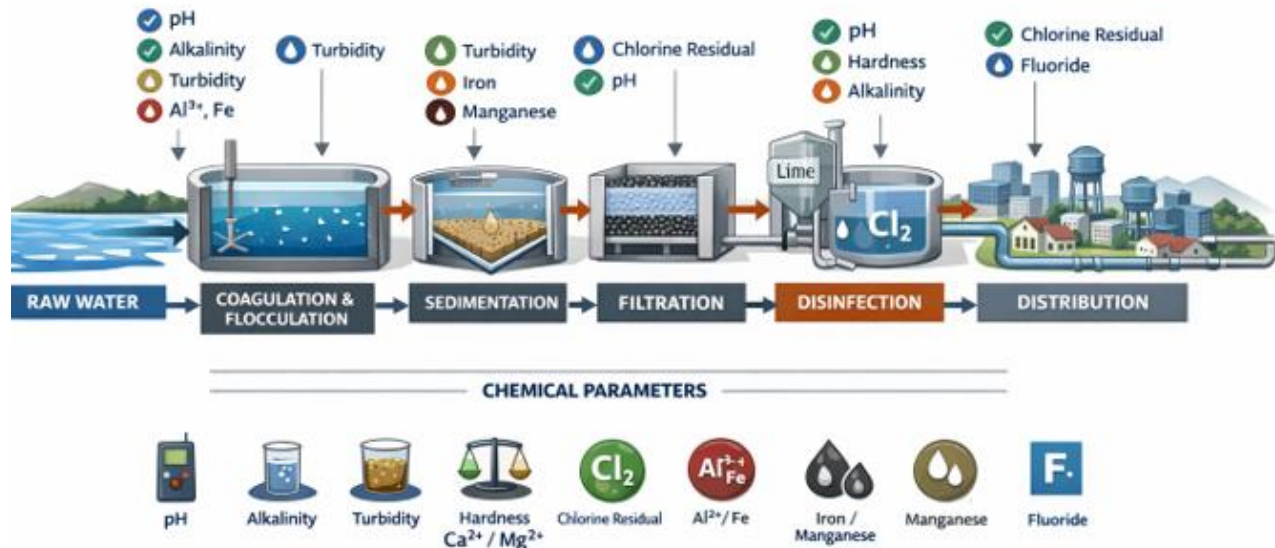 pH
Alkalinity
Turbidity
Al³⁺, Fe
Turbidity
Turbidity
Iron
Manganese
Chlorine Residual
pH
pH
Hardness
Alkalinity
Chlorine Residual
Fluoride
Lime
Cl₂
RAW WATER
COAGULATION &
FLOCCULATION
SEDIMENTATION
FILTRATION
DISINFECTION
DISTRIBUTION
CHEMICAL PARAMETERS
Cl₂
Fe
F.
pH
Alkalinity
Turbidity
Hardness
Ca²⁺ / Mg²⁺
Chlorine Residual
Al²⁺/ Fe
Iron /
Manganese
Manganese
Fluoride